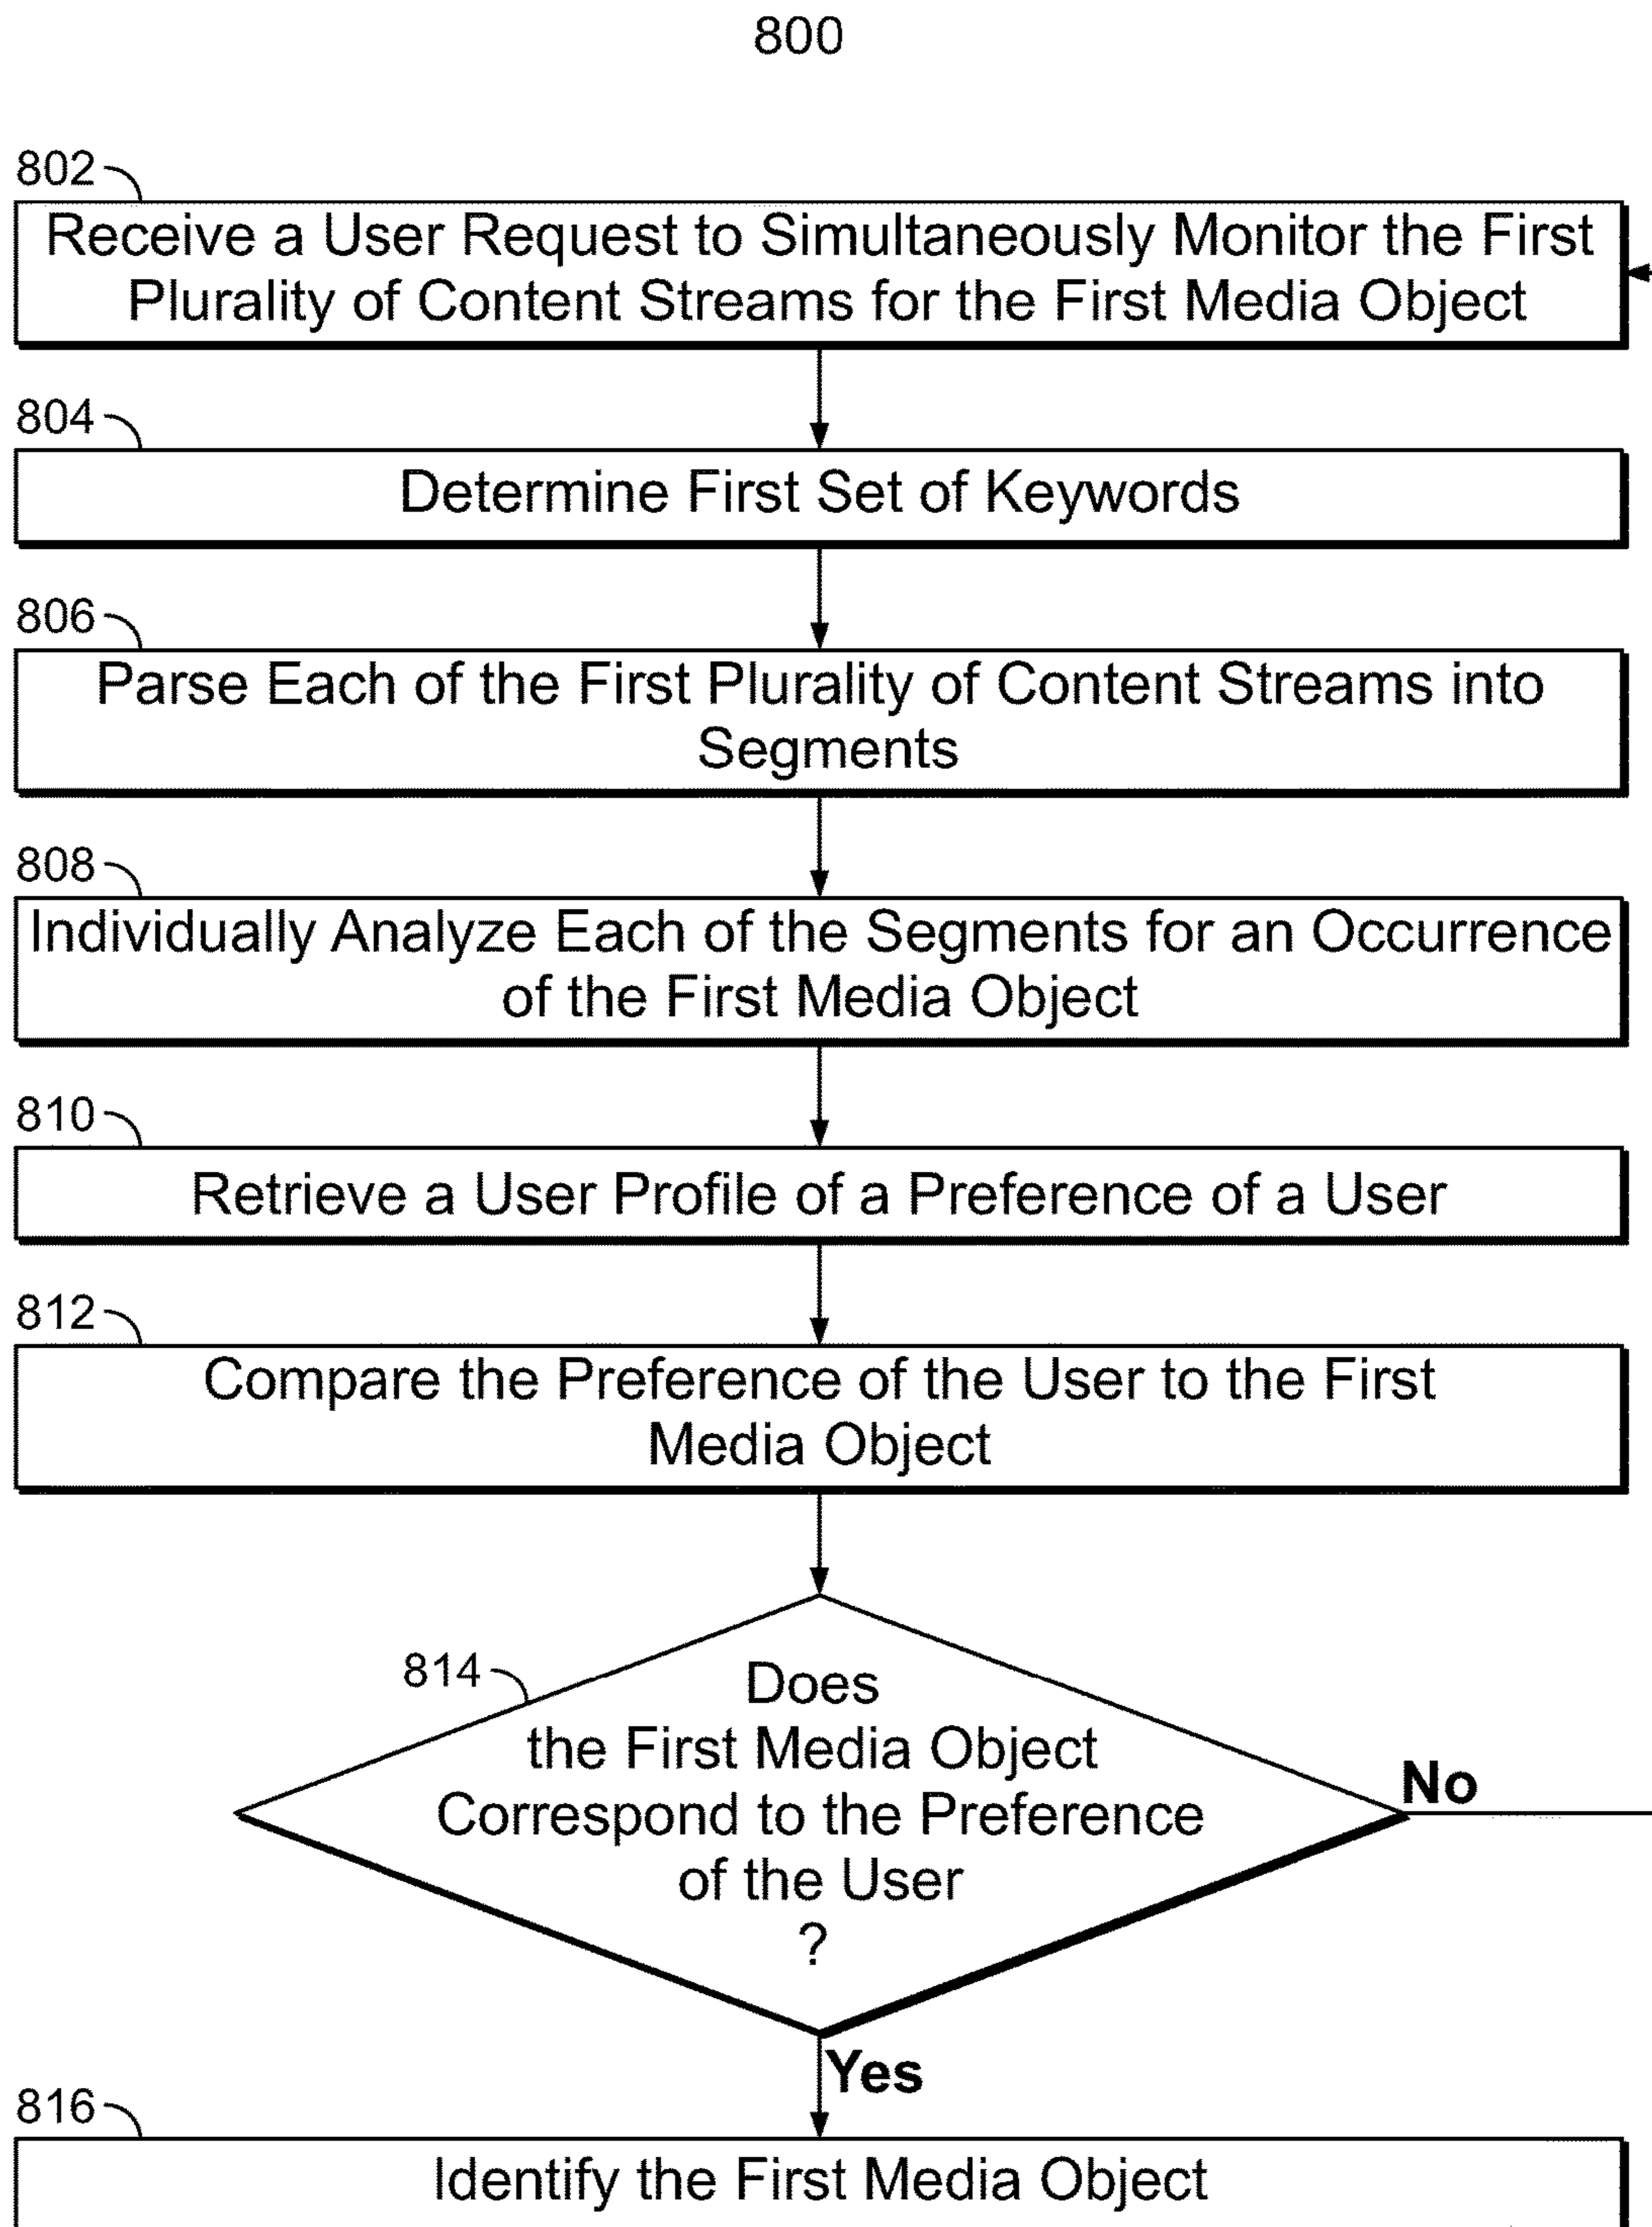 800
802
Receive a User Request to Simultaneously Monitor the First
Plurality of Content Streams for the First Media Object
804
Determine First Set of Keywords
806
Parse Each of the First Plurality of Content Streams into
Segments
808
Individually Analyze Each of the Segments for an Occurrence
of the First Media Object
810
Retrieve a User Profile of a Preference of a User
812
Compare the Preference of the User to the First
Media Object
814
Does
the First Media Object
Correspond to the Preference
of the User
?
No
Yes
816
Identify the First Media Object